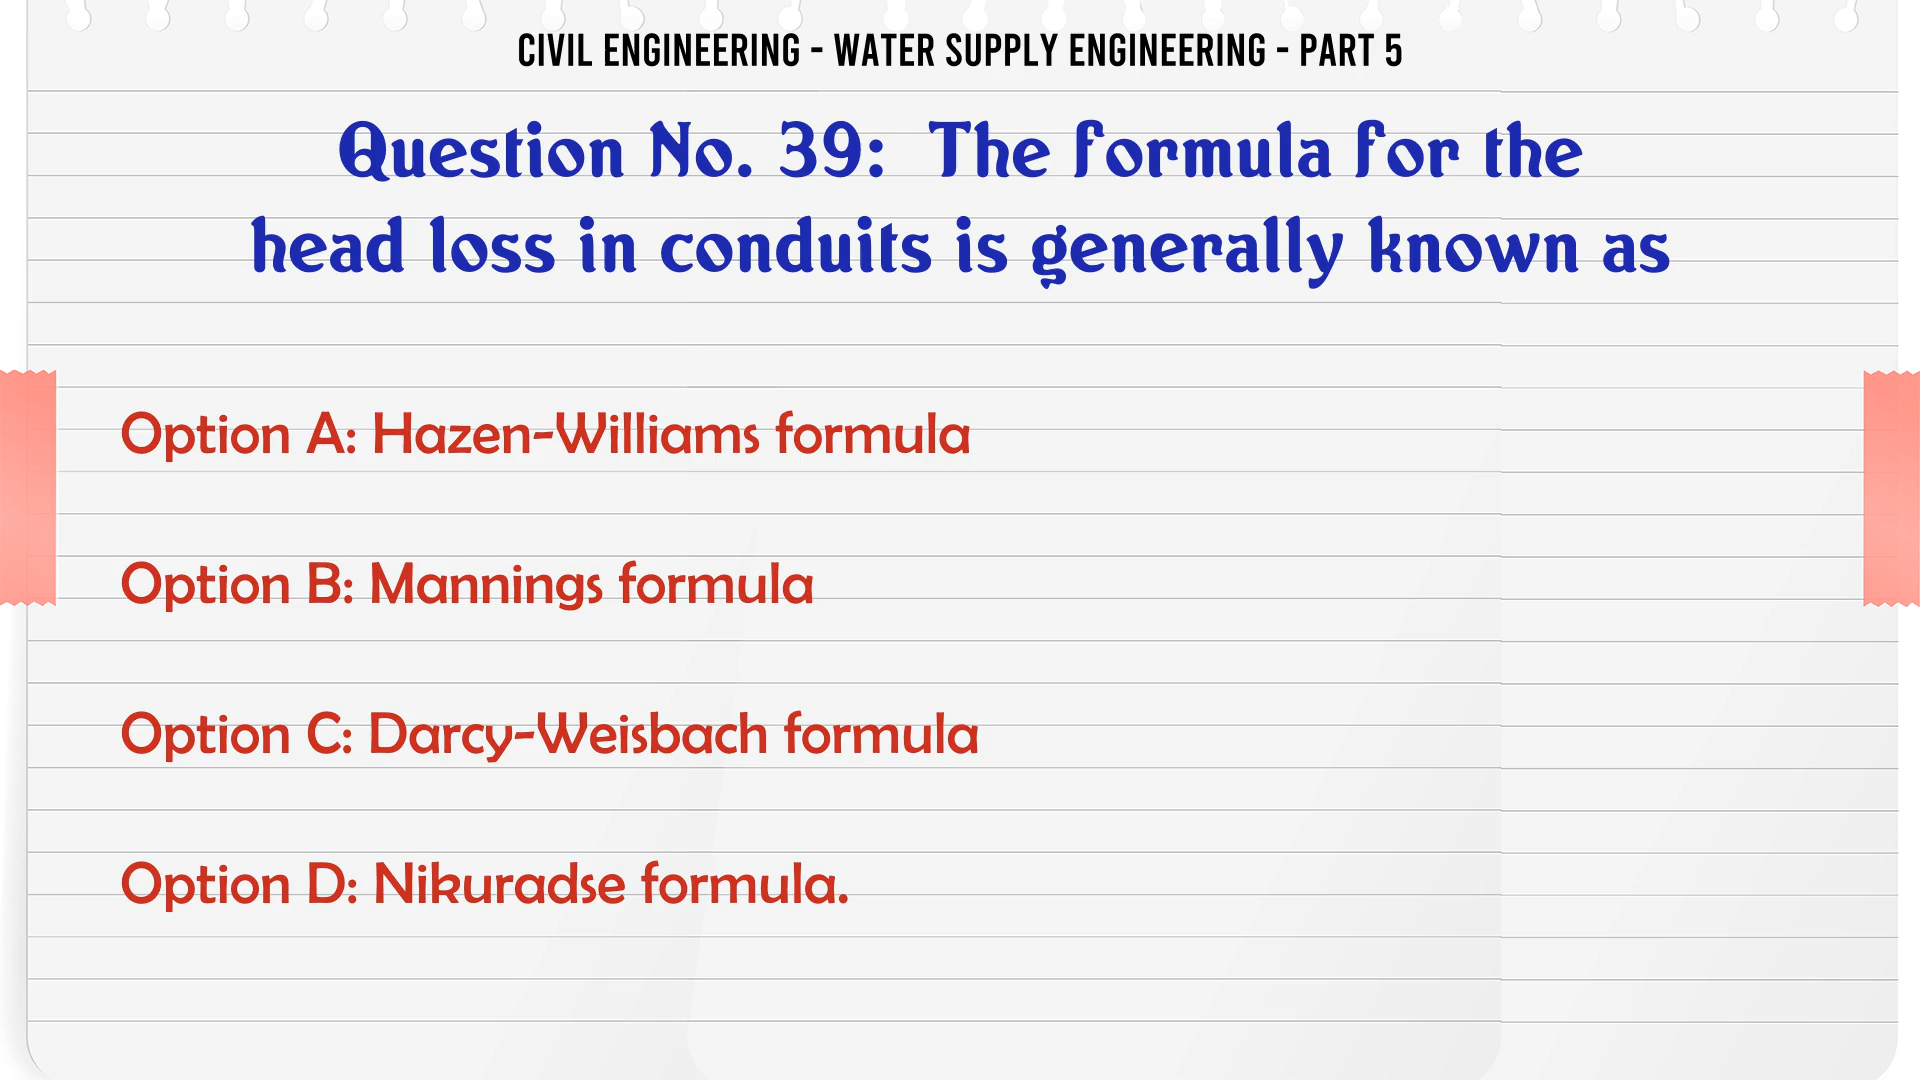 CIVIL ENGINEERING - WATER SUPPLY ENGINEERING - PART 5
Question No. 39: The formula for the
head loss in conduits is generally known as
Option A: Hazen-Williams formula
Option B: Mannings formula
Option C: Darcy-Weisbach formula
Option D: Nikuradse formula.